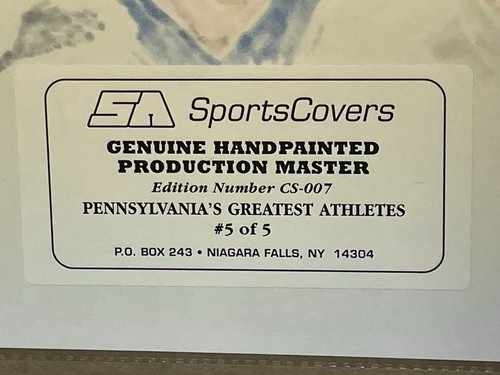 SA SportsCovers
GENUINE HANDPAINTED
PRODUCTION MASTER
Edition Number CS-007
PENNSYLVANIA'S GREATEST ATHLETES
#5 of 5
P.O. BOX 243 • NIAGARA FALLS, NY 14304